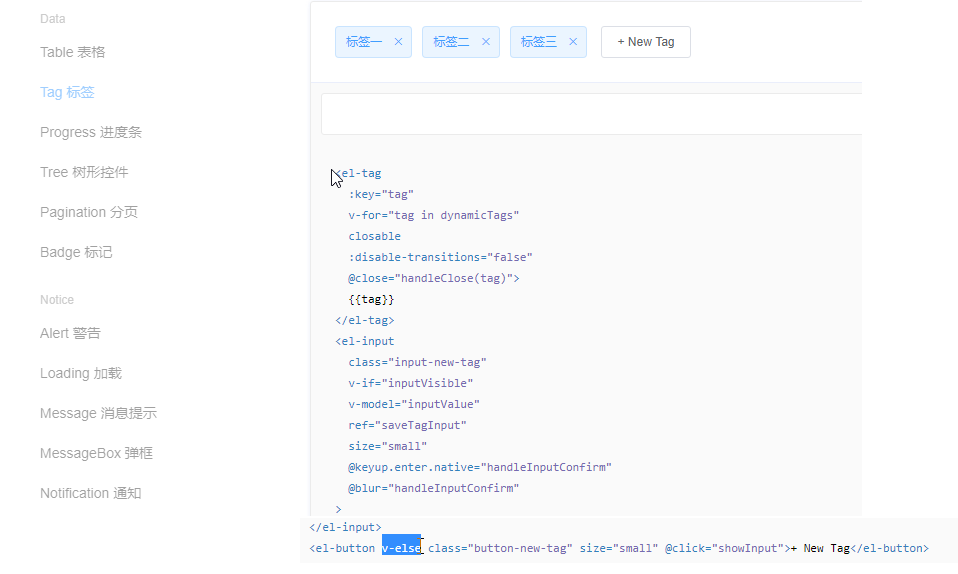 Data
Table 表格
Tag 标签
Progress 进度条
Tree 树形控件
Pagination 分页
Badge 标记
Notice
Alert 警告
Loading 加载
Message 消息提示
MessageBox 弹框
Notification 通知
标签一 × 标签二 × 标签三 × + New Tag
<el-tag
:key="tag"
v-for="tag in dynamicTags"
closable
:disable-transitions="false"
@close="handleClose(tag)">
{{tag}}
</el-tag>
<el-input
class="input-new-tag"
v-if="inputVisible"
v-model="inputValue"
ref="saveTagInput"
size="small"
@keyup.enter.native="handleInputConfirm"
@blur="handleInputConfirm"
>
</el-input>
<el-button v-else class="button-new-tag" size="small" @click="showInput">+ New Tag</el-button>